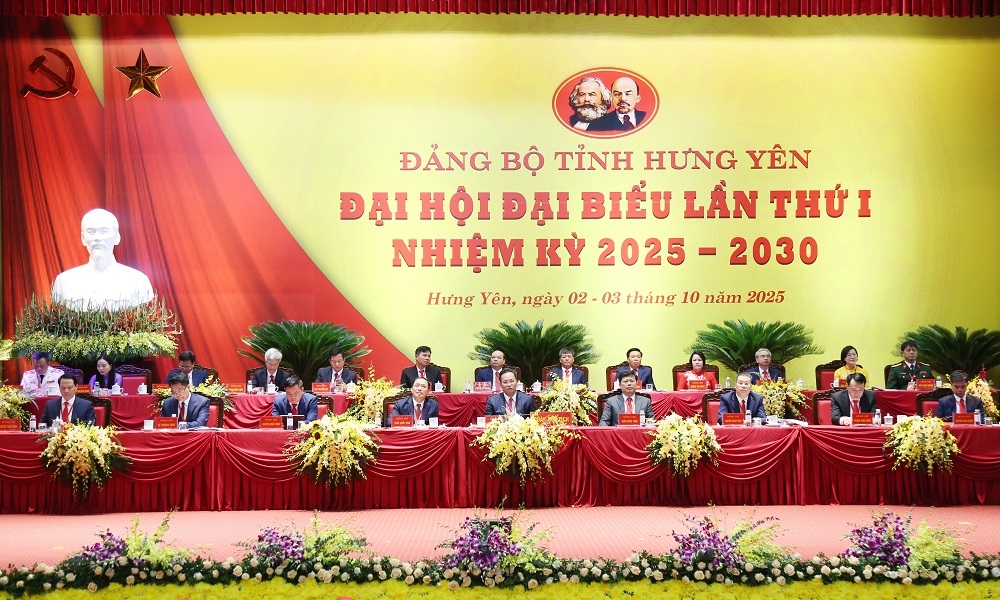 ĐẢNG BỘ TỈNH HƯNG YÊN
ĐẠI HỘI ĐẠI BIỂU LẦN THỨ I
NHIỆM KỲ 2025 - 2030
Hưng Yên, ngày 02 - 03 tháng 10 năm 2025